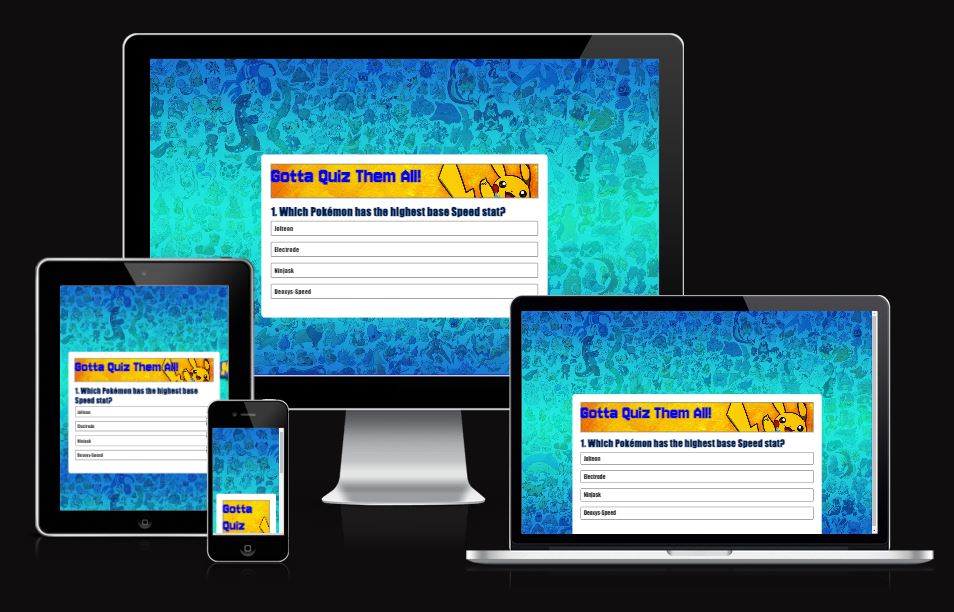 Gotta Quiz Them All!
1. Which Pokémon has the highest base Speed stat?
Jolteon
Electrode
Ninjask
Deoxys-Speed
Gotta Quiz Them All!
1. Which Pokémon has the highest base
Speed stat?
Jolteon
Electrode
Ninjask
Deoxys-Speed
Gotta
Quiz
Gotta Quiz Them All!
1. Which Pokémon has the highest base Speed stat?
Jolteon
Electrode
Ninjask
Deoxys-Speed